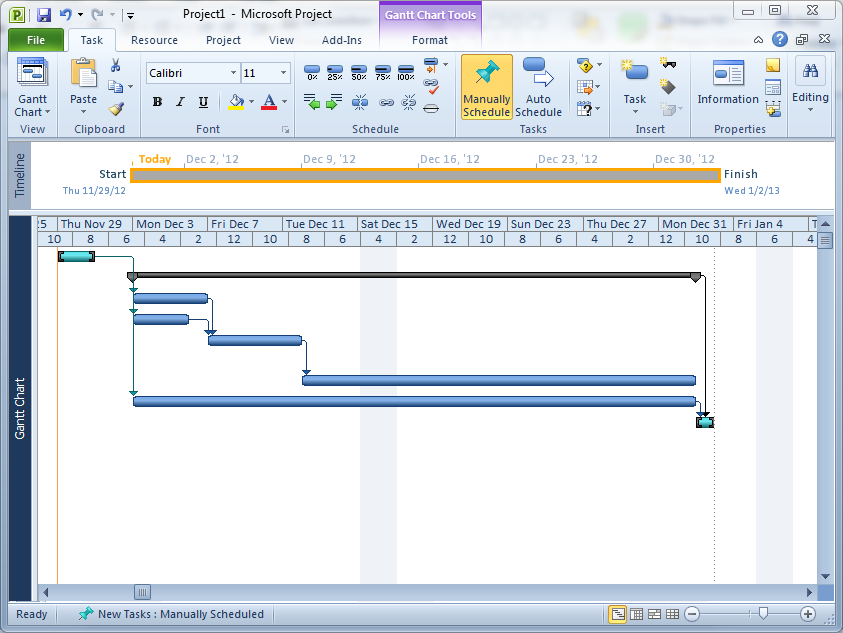 Project1 - Microsoft Project
Gantt Chart Tools
File Task Resource Project View Add-Ins Format
Gantt Chart
View
Paste
Clipboard
Calibri 11
B I U A
Font
0% 25% 50% 75% 100%
Schedule
Manually Schedule
Auto Schedule
Tasks
Task
Insert
Information
Properties
Editing
Timeline
Today Dec 2, '12 Dec 9, '12 Dec 16, '12 Dec 23, '12 Dec 30, '12
Start Finish
Thu 11/29/12 Wed 1/2/13
25 Thu Nov 29 Mon Dec 3 Fri Dec 7 Tue Dec 11 Sat Dec 15 Wed Dec 19 Sun Dec 23 Thu Dec 27 Mon Dec 31 Fri Jan 4 T
10 8 6 4 2 12 10 8 6 4 2 12 10 8 6 4 2 12 10 8 6 4
Gantt Chart
Ready New Tasks : Manually Scheduled